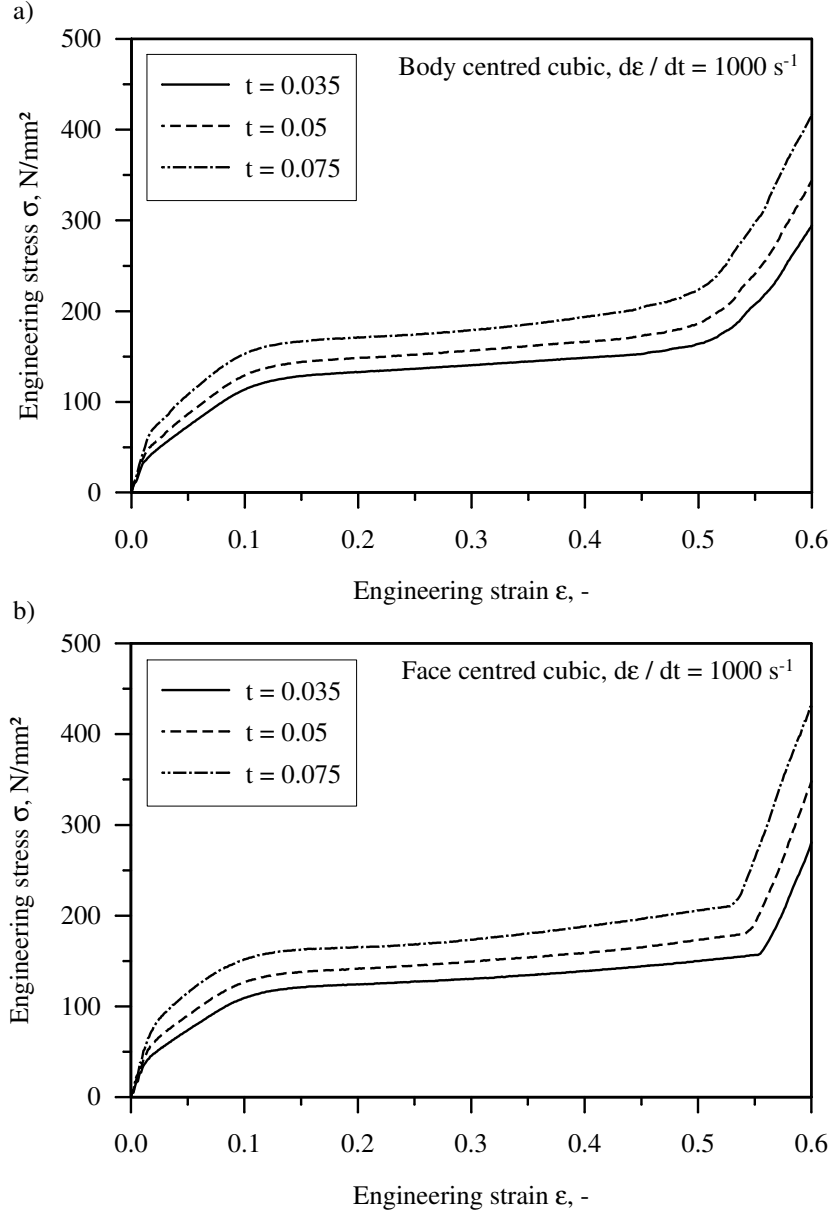 a)
Body centred cubic, dε / dt = 1000 s⁻¹
t = 0.035
t = 0.05
t = 0.075
Engineering stress σ, N/mm²
500
400
300
200
100
0
0.0 0.1 0.2 0.3 0.4 0.5 0.6
Engineering strain ε, -
b)
Face centred cubic, dε / dt = 1000 s⁻¹
t = 0.035
t = 0.05
t = 0.075
Engineering stress σ, N/mm²
500
400
300
200
100
0
0.0 0.1 0.2 0.3 0.4 0.5 0.6
Engineering strain ε, -